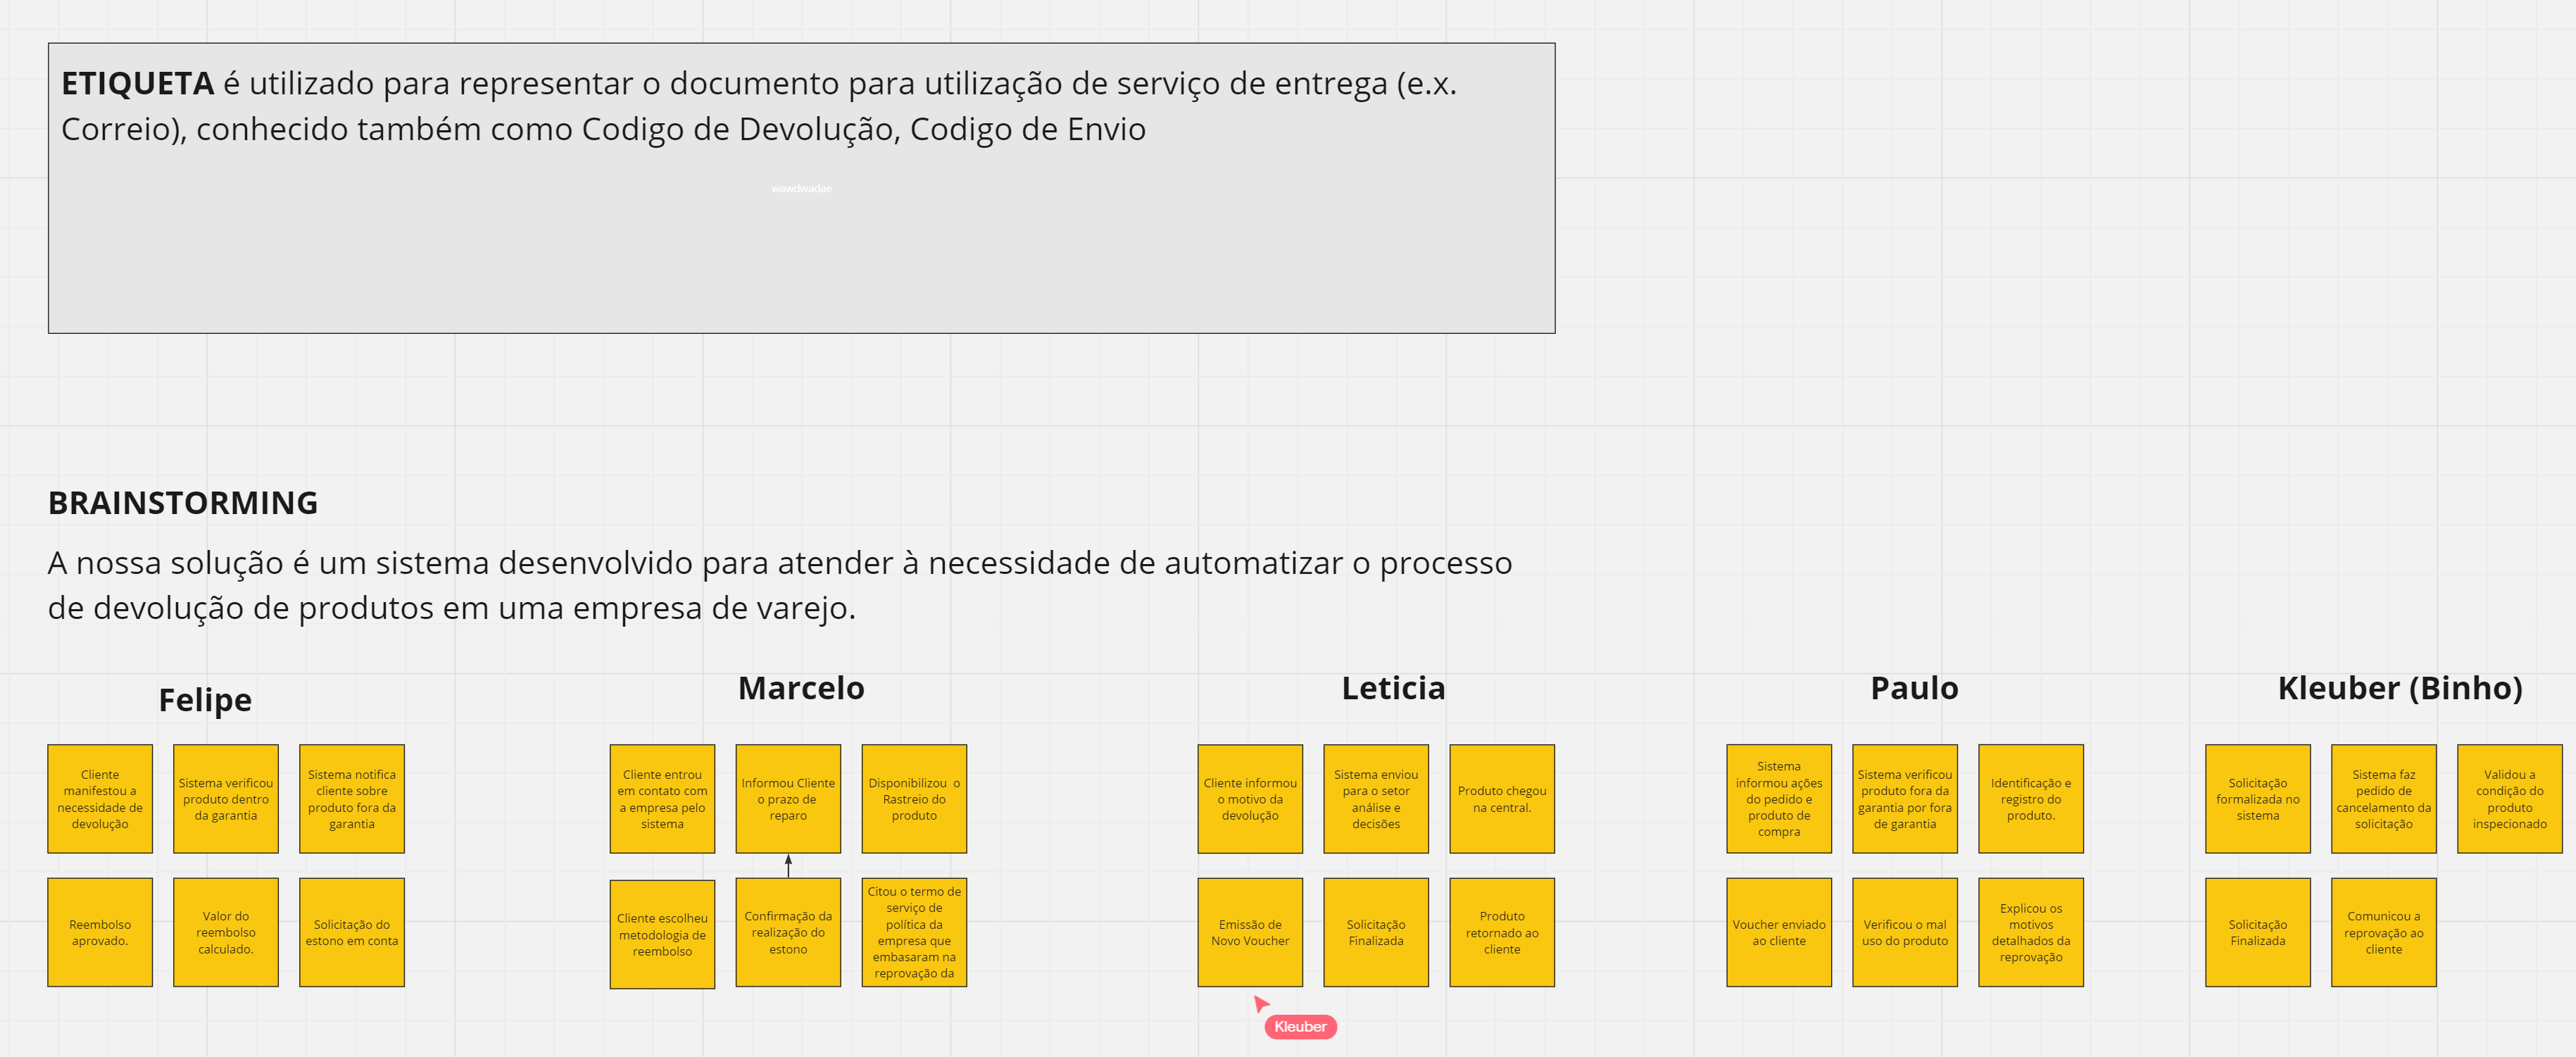 ETIQUETA é utilizado para representar o documento para utilização de serviço de entrega (e.x.
Correio), conhecido também como Codigo de Devolução, Codigo de Envio
wawdwadae
BRAINSTORMING
A nossa solução é um sistema desenvolvido para atender à necessidade de automatizar o processo
de devolução de produtos em uma empresa de varejo.
Felipe
Cliente
manifestou a
necessidade de
devolução
Sistema verificou
produto dentro
da garantia
Sistema notifica
cliente sobre
produto fora da
garantia
Reembolso
aprovado.
Valor do
reembolso
calculado.
Solicitação do
estono em conta
Marcelo
Cliente entrou
em contato com
a empresa pelo
sistema
Informou Cliente
o prazo de
reparo
Disponibilizou o
Rastreio do
produto
Cliente escolheu
metodologia de
reembolso
Confirmação da
realização do
estono
Citou o termo de
serviço de
política da
empresa que
embasaram na
reprovação da
Leticia
Cliente informou
o motivo da
devolução
Sistema enviou
para o setor
análise e
decisões
Produto chegou
na central.
Emissão de
Novo Voucher
Solicitação
Finalizada
Produto
retornado ao
cliente
Kleuber
Paulo
Sistema
informou ações
do pedido e
produto de
compra
Sistema verificou
produto fora da
garantia por fora
de garantia
Identificação e
registro do
produto.
Voucher enviado
ao cliente
Verificou o mal
uso do produto
Explicou os
motivos
detalhados da
reprovação
Kleuber (Binho)
Solicitação
formalizada no
sistema
Sistema faz
pedido de
cancelamento da
solicitação
Validou a
condição do
produto
inspecionado
Solicitação
Finalizada
Comunicou a
reprovação ao
cliente